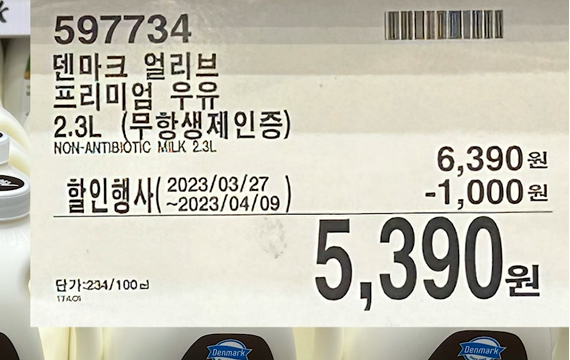 597734
덴마크 얼리브
프리미엄 우유
2.3L (무항생제인증)
NON-ANTIBIOTIC MILK 2.3L
6,390원
할인행사(2023/03/27
~2023/04/09)
-1,000원
5,390원
단가:234/100㎖
Denmark
Denmark